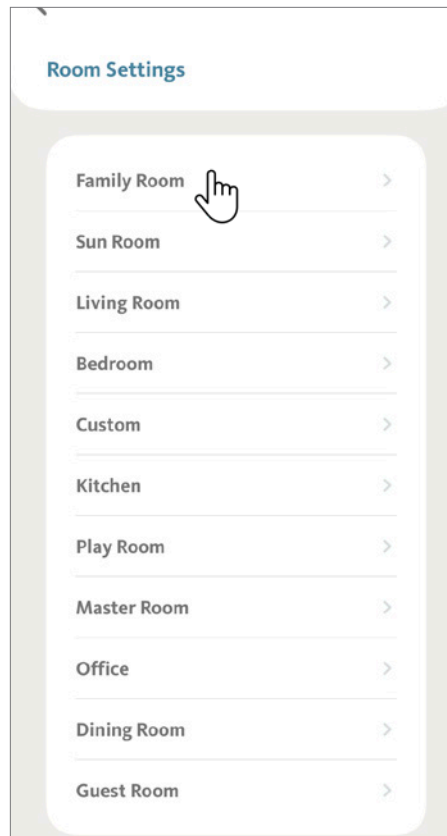 Room Settings
Family Room
Sun Room
Living Room
Bedroom
Custom
Kitchen
Play Room
Master Room
Office
Dining Room
Guest Room